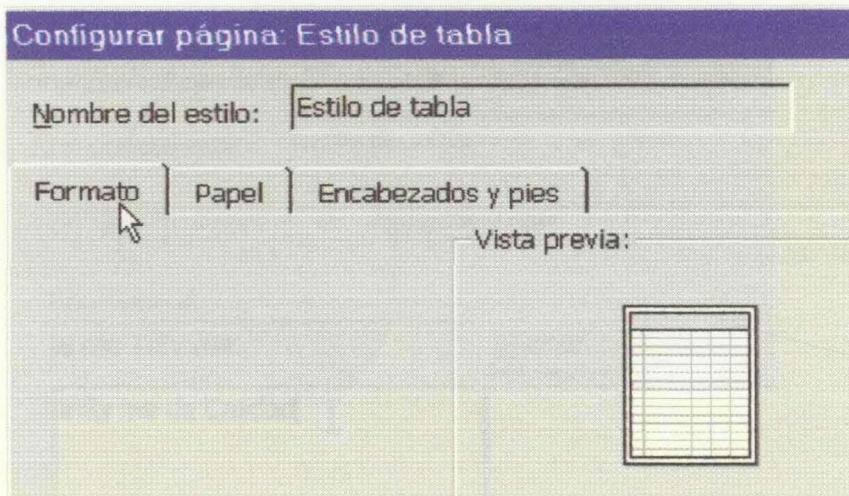 Configurar página: Estilo de tabla
Nombre del estilo: Estilo de tabla
Formato Papel Encabezados y pies
Vista previa: